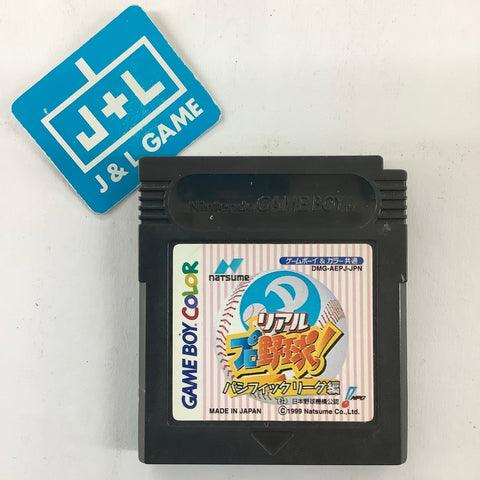 J+L
J & L GAME
Nintendo GAME BOY
GAME BOY COLOR
natsume
ゲームボーイ&カラー共通
DMG-AEPJ-JPN
リアル
プロ野球!
パシフィックリーグ編
(社)日本野球機構公認
NPB
MADE IN JAPAN
©1999 Natsume Co., Ltd.